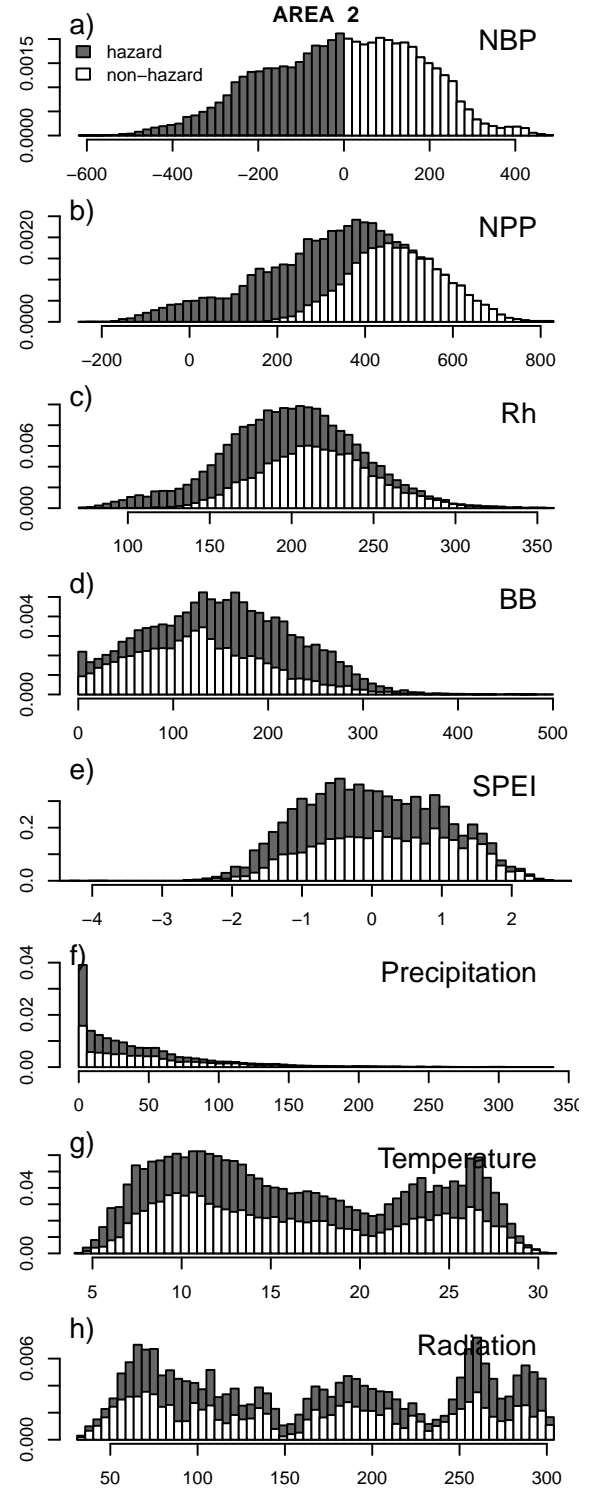 AREA 2
a)
NBP
hazard
non−hazard
0.0000 0.0015
−600 −400 −200 0 200 400
b)
NPP
0.0000 0.0020
−200 0 200 400 600 800
c)
Rh
0.000 0.006
100 150 200 250 300 350
d)
BB
0.000 0.004
0 100 200 300 400 500
e)
SPEI
0. 0.2
−4 −3 −2 −1 0 1 2
f)
Precipitation
0.00 0.02 0.04
0 50 100 150 200 250 300 350
g)
Temperature
0.00 0.04
5 10 15 20 25 30
h)
Radiation
0.000 0.006
50 100 150 200 250 300